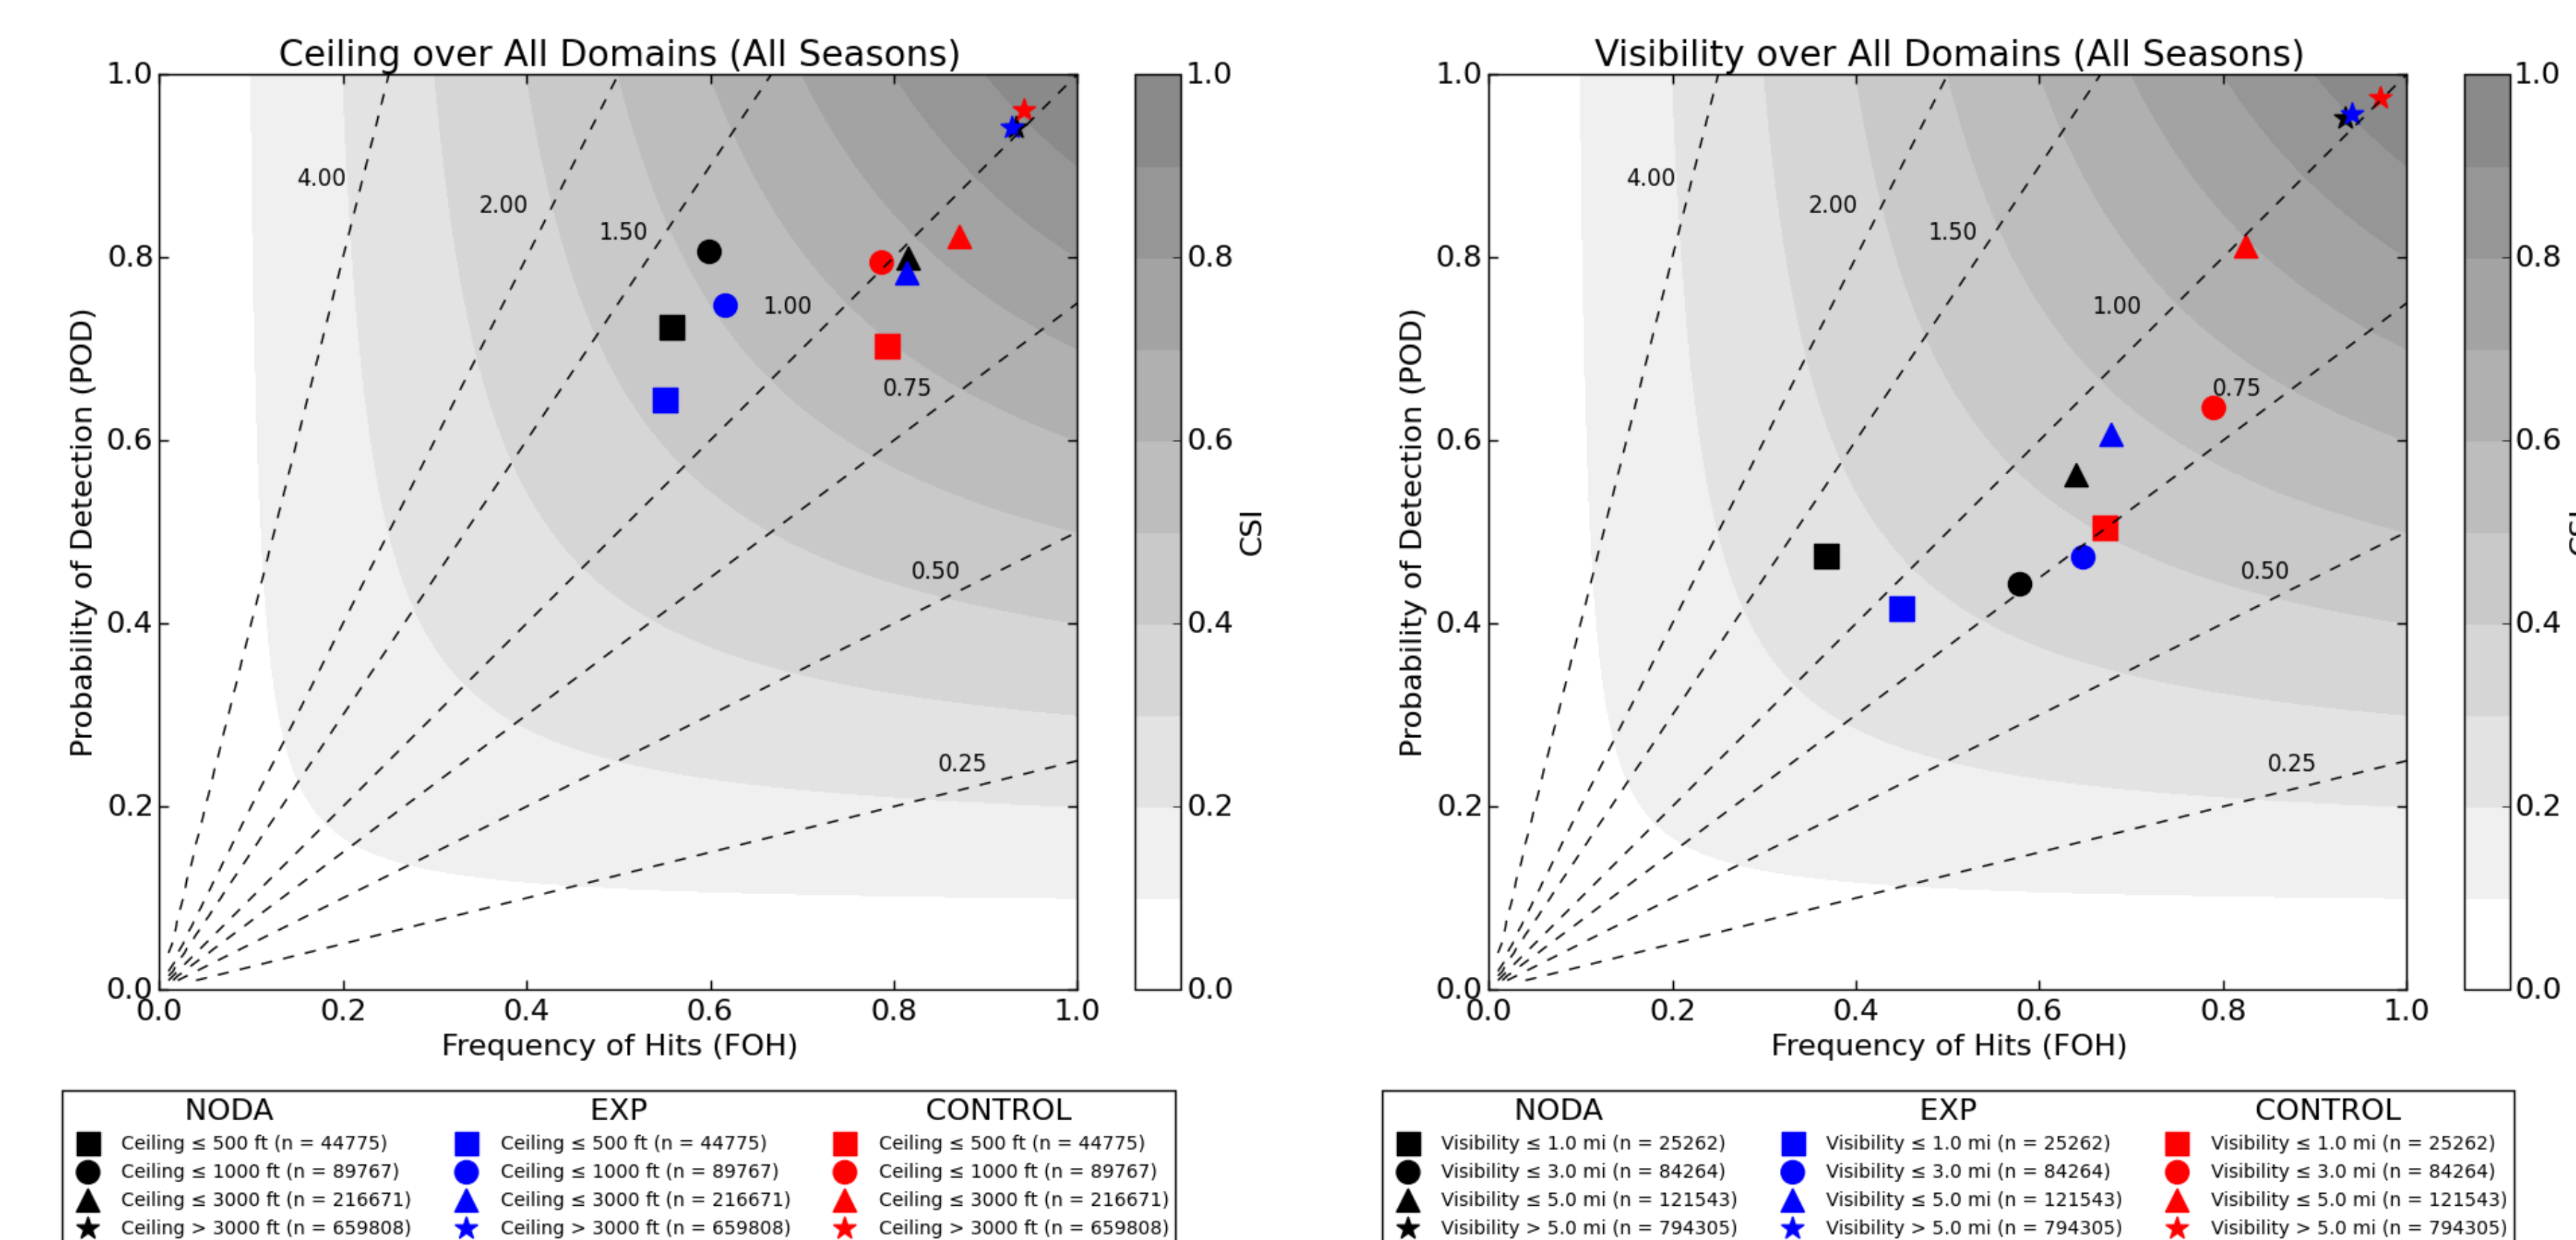 Ceiling over All Domains (All Seasons)
1.0
0.8
0.6
0.4
0.2
0.0
Probability of Detection (POD)
4.00
2.00
1.50
1.00
0.75
0.50
0.25
0.0
0.2
0.4
0.6
0.8
1.0
Frequency of Hits (FOH)
1.0
0.8
0.6
0.4
0.2
0.0
CSI
NODA
Ceiling ≤ 500 ft (n = 44775)
Ceiling ≤ 1000 ft (n = 89767)
Ceiling ≤ 3000 ft (n = 216671)
Ceiling > 3000 ft (n = 659808)
EXP
Ceiling ≤ 500 ft (n = 44775)
Ceiling ≤ 1000 ft (n = 89767)
Ceiling ≤ 3000 ft (n = 216671)
Ceiling > 3000 ft (n = 659808)
CONTROL
Ceiling ≤ 500 ft (n = 44775)
Ceiling ≤ 1000 ft (n = 89767)
Ceiling ≤ 3000 ft (n = 216671)
Ceiling > 3000 ft (n = 659808)
Visibility over All Domains (All Seasons)
1.0
0.8
0.6
0.4
0.2
0.0
Probability of Detection (POD)
4.00
2.00
1.50
1.00
0.75
0.50
0.25
0.0
0.2
0.4
0.6
0.8
1.0
Frequency of Hits (FOH)
1.0
0.8
0.6
0.4
0.2
0.0
NODA
Visibility ≤ 1.0 mi (n = 25262)
Visibility ≤ 3.0 mi (n = 84264)
Visibility ≤ 5.0 mi (n = 121543)
Visibility > 5.0 mi (n = 794305)
EXP
Visibility ≤ 1.0 mi (n = 25262)
Visibility ≤ 3.0 mi (n = 84264)
Visibility ≤ 5.0 mi (n = 121543)
Visibility > 5.0 mi (n = 794305)
CONTROL
Visibility ≤ 1.0 mi (n = 25262)
Visibility ≤ 3.0 mi (n = 84264)
Visibility ≤ 5.0 mi (n = 121543)
Visibility > 5.0 mi (n = 794305)